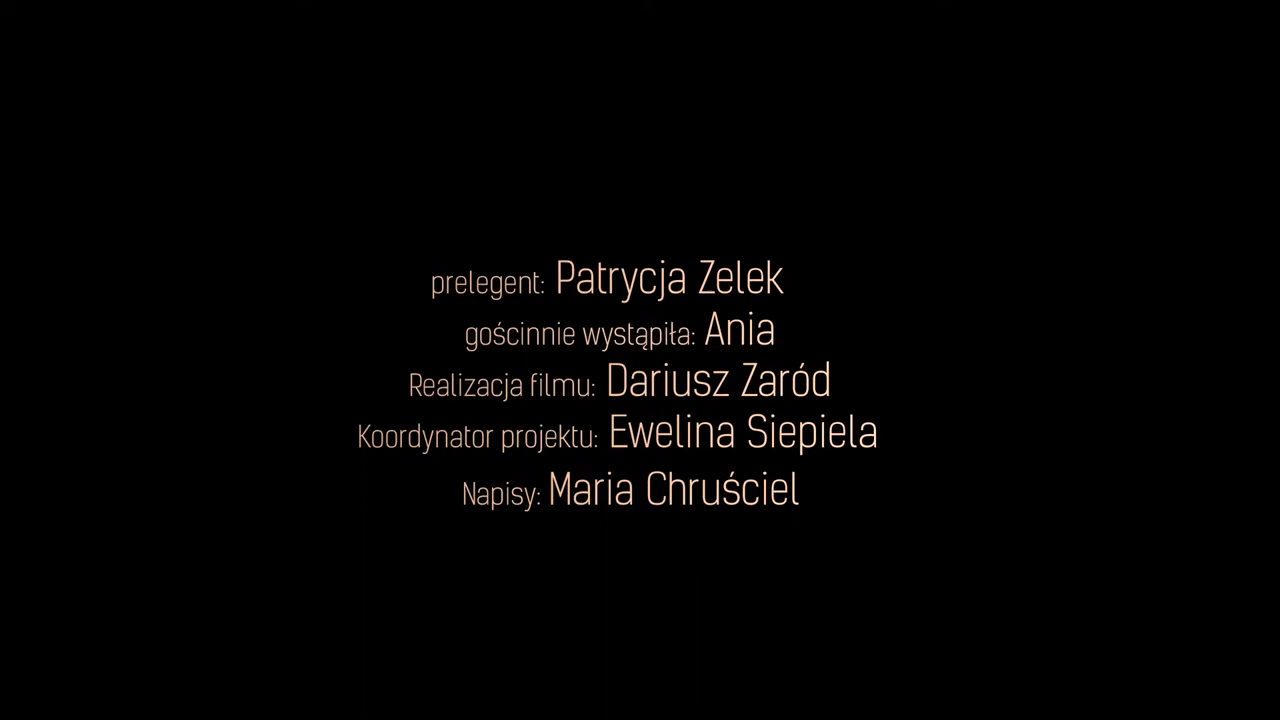 prelegent: Patrycja Zelek
gościnnie wystąpiła: Ania
Realizacja filmu: Dariusz Zaród
Koordynator projektu: Ewelina Siepiela
Napisy: Maria Chruściel